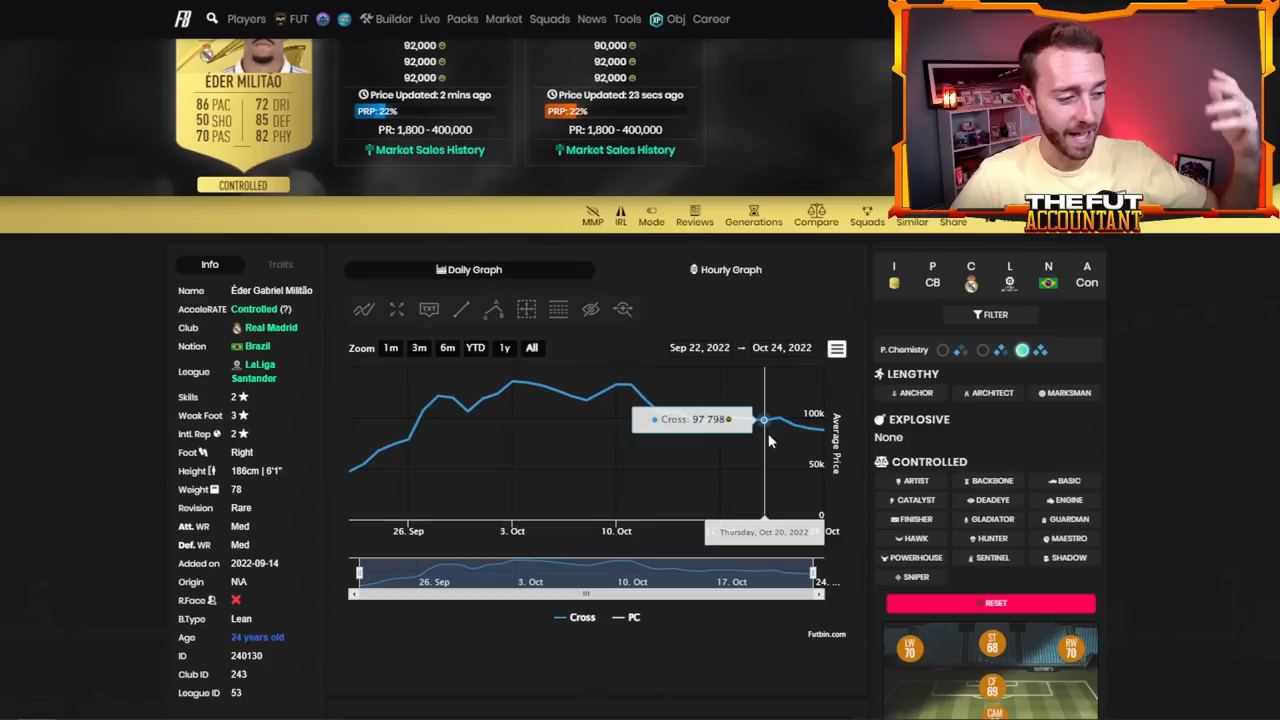 Players FUT Builder Live Packs Market Squads News Tools Obj Career
ÉDER MILITÃO
86 PAC 72 DRI
50 SHO 85 DEF
70 PAS 82 PHY
CONTROLLED
92,000
92,000
92,000
Price Updated: 2 mins ago
PRP: 22%
PR: 1,800 - 400,000
Market Sales History
90,000
92,000
92,000
Price Updated: 23 secs ago
PRP: 22%
PR: 1,800 - 400,000
Market Sales History
THE FUT
ACCOUNTANT
MMP IRL Mode Reviews Generations Compare Squads Similar Share
Info Traits
Name Éder Gabriel Militão
AcceleRATE Controlled (?)
Club Real Madrid
Nation Brazil
League LaLiga
Santander
Skills 2
Weak Foot 3
Intl. Rep 2
Foot Right
Height 186cm | 6'1"
Weight 78
Revision Rare
Att. WR Med
Def. WR Med
Added on 2022-09-14
Origin N\A
R.Face
B.Type Lean
Age 24 years old
ID 240130
Club ID 243
League ID 53
Daily Graph Hourly Graph
TXT
Zoom 1m 3m 6m YTD 1y All Sep 22, 2022 → Oct 24, 2022
Cross: 97 798
100k
50k
0
Average Price
26. Sep 3. Oct 10. Oct Oct
Thursday, Oct 20, 2022
26. Sep 3. Oct 10. Oct 17. Oct 24. ...
Cross PC
Futbin.com
I P C L N A
CB Con
FILTER
P. Chemistry
LENGTHY
ANCHOR ARCHITECT MARKSMAN
EXPLOSIVE
None
CONTROLLED
ARTIST BACKBONE BASIC
CATALYST DEADEYE ENGINE
FINISHER GLADIATOR GUARDIAN
HAWK HUNTER MAESTRO
POWERHOUSE SENTINEL SHADOW
SNIPER
RESET
LW
70
ST
68
RW
70
CF
69
CAM